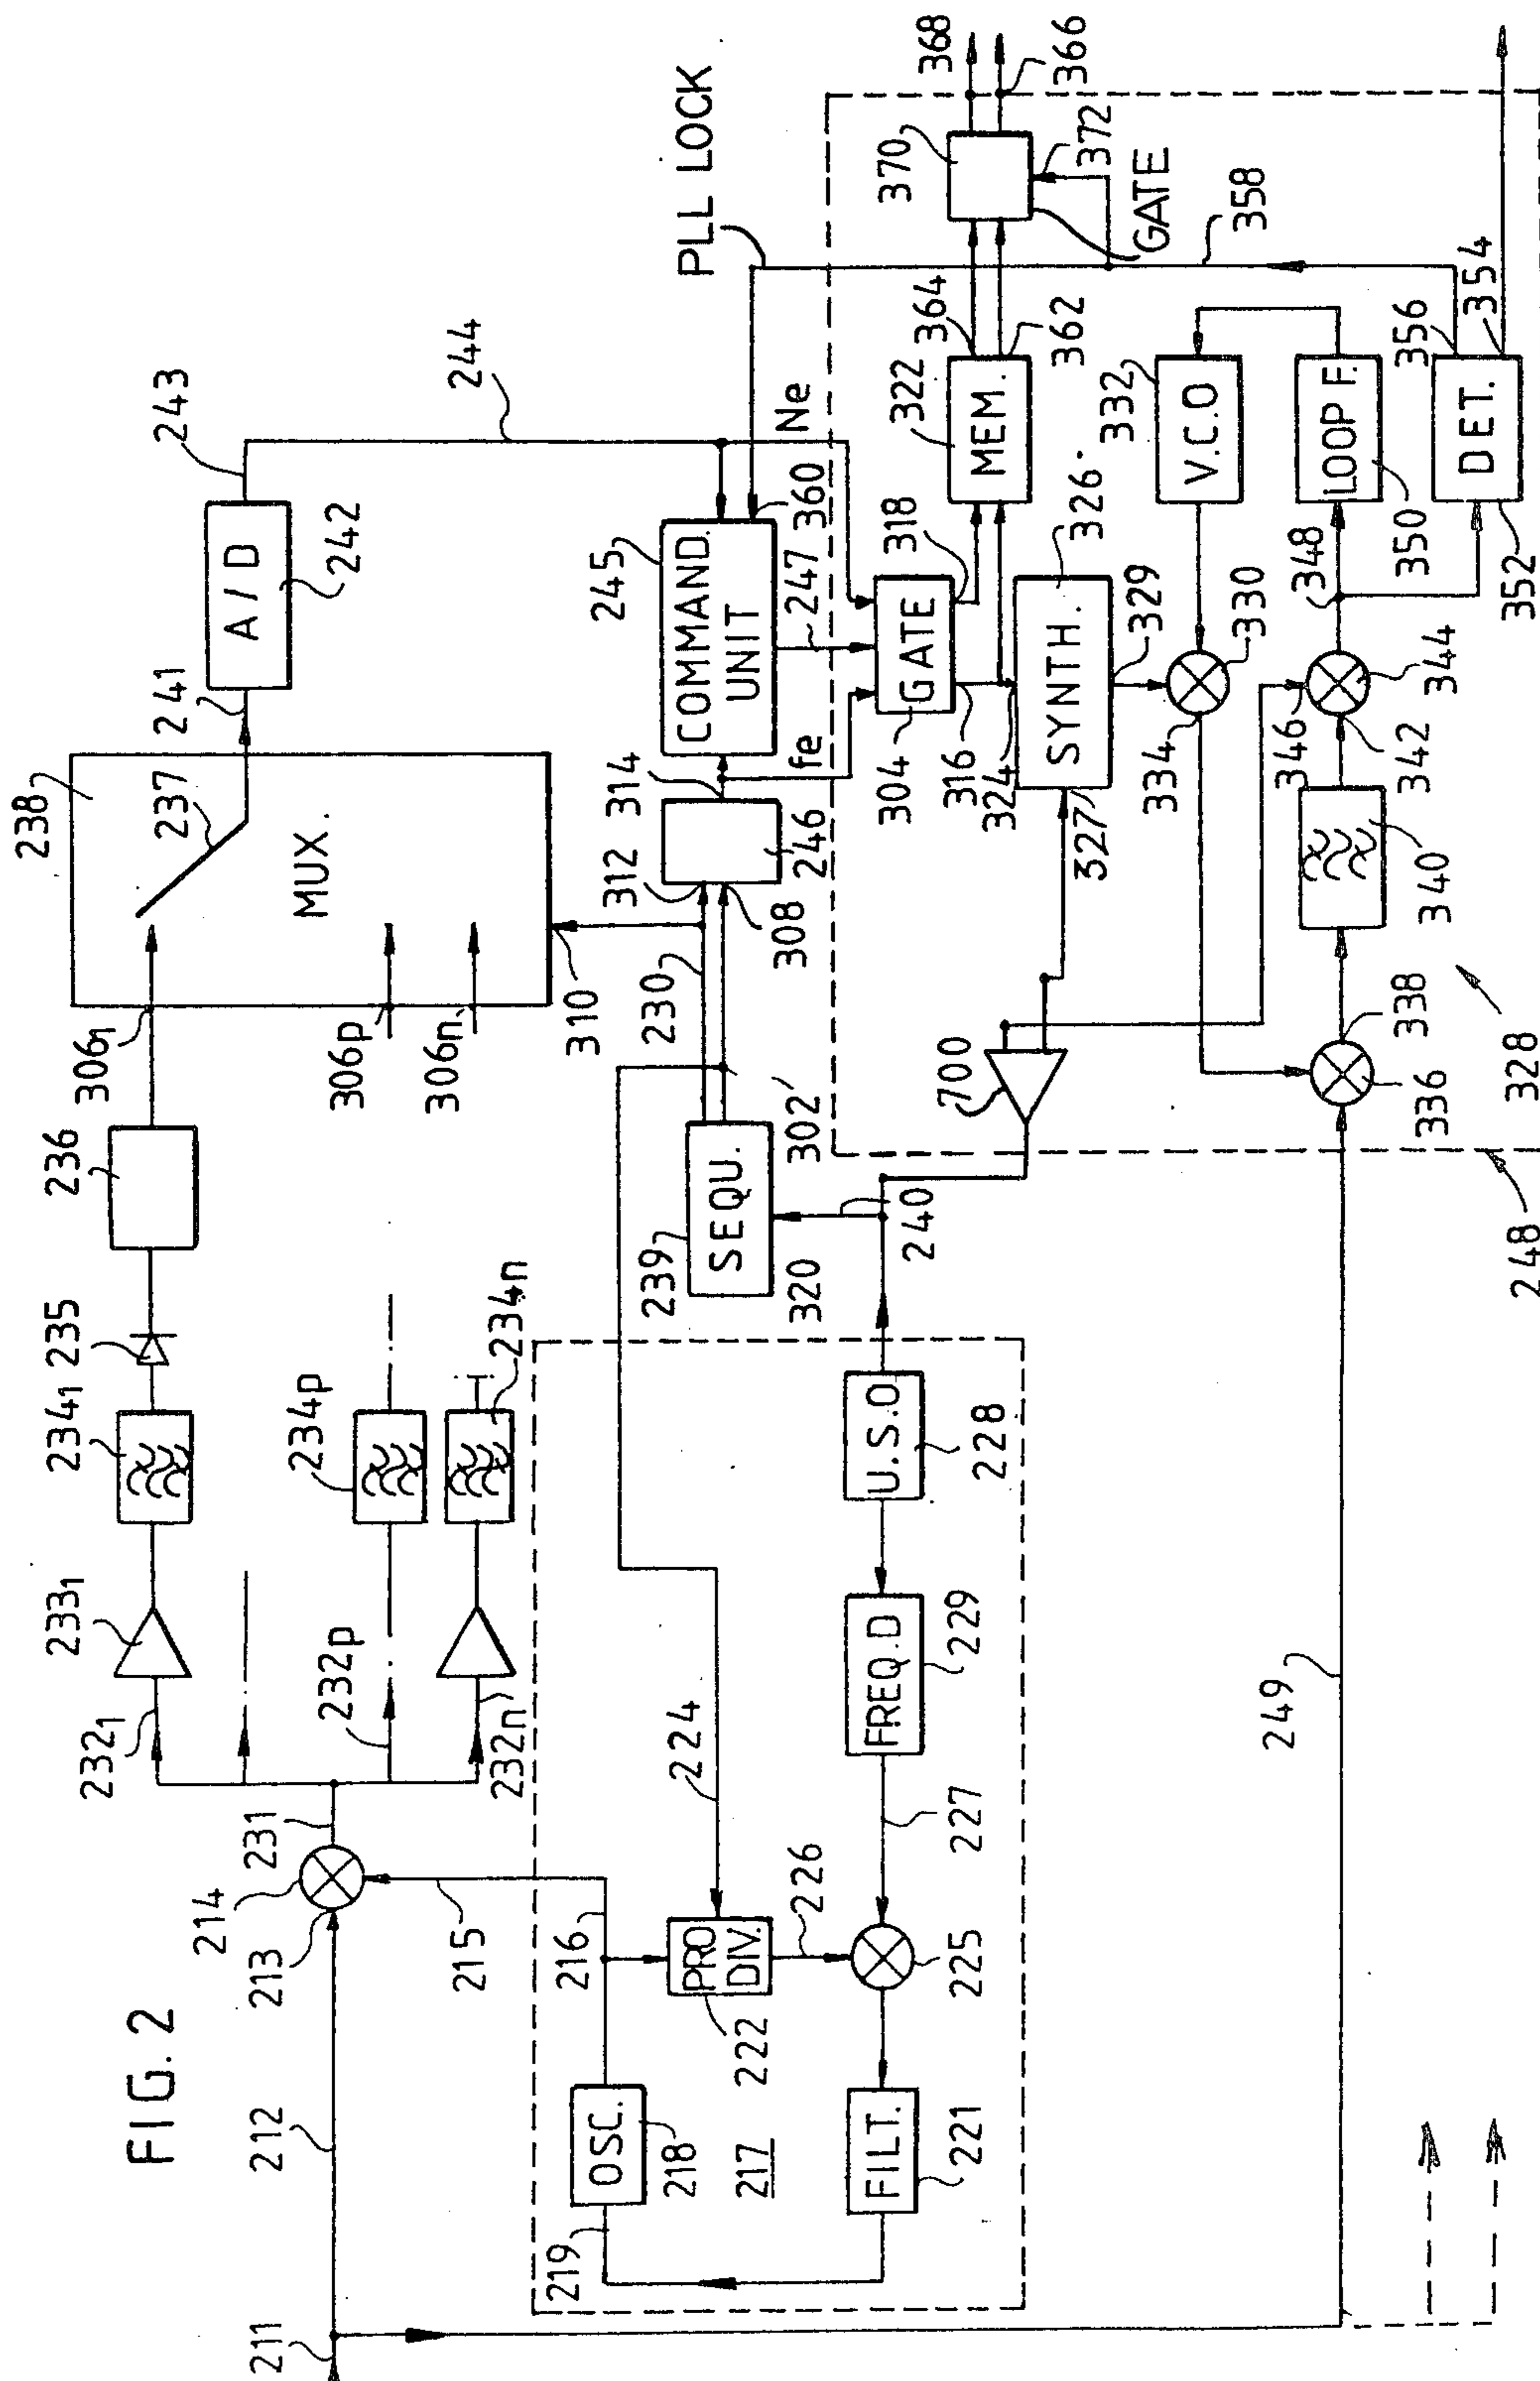 FIG. 2
211
212
213
214
215
216
217
218
219
221
222
224
225
226
227
228
229
231
232₁
232p
232n
233₁
234₁
234p
234n
235
236
237
238
239
230
240
241
242
243
244
245
246
247
248
249
302
304
306₁
306p
306n
308
310
312
314
316
318
320
322
324
326
327
328
329
330
332
334
336
338
340
342
344
346
348
350
352
354
356
358
360
362
364
366
368
370
372
700
OSC.
PRO
DIV.
FILT.
FREQ.D
U.S.O
SEQU.
MUX.
A/D
COMMAND.
UNIT
fe
Ne
GATE
MEM.
SYNTH.
V.C.O
LOOP F.
DET.
GATE
PLL LOCK